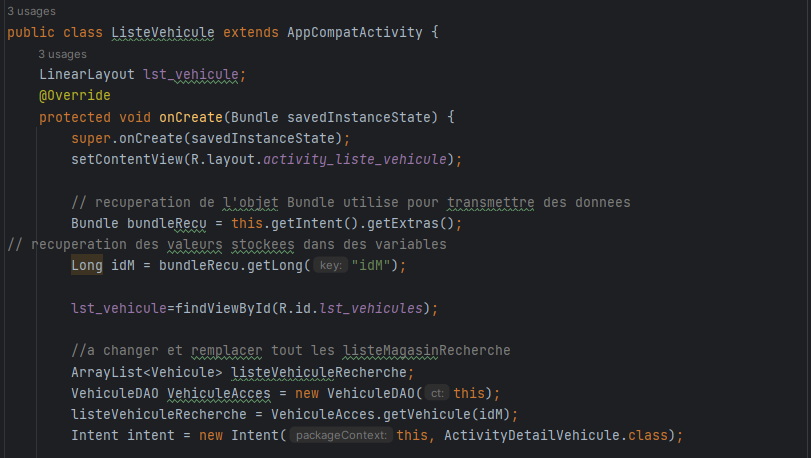 3 usages
public class ListeVehicule extends AppCompatActivity {
3 usages
LinearLayout lst_vehicule;
@Override
protected void onCreate(Bundle savedInstanceState) {
super.onCreate(savedInstanceState);
setContentView(R.layout.activity_liste_vehicule);
// recuperation de l'objet Bundle utilise pour transmettre des donnees
Bundle bundleRecu = this.getIntent().getExtras();
// recuperation des valeurs stockees dans des variables
Long idM = bundleRecu.getLong( key: "idM");
lst_vehicule=findViewById(R.id.lst_vehicules);
//a changer et remplacer tout les listeMagasinRecherche
ArrayList<Vehicule> listeVehiculeRecherche;
VehiculeDAO VehiculeAcces = new VehiculeDAO( ct: this);
listeVehiculeRecherche = VehiculeAcces.getVehicule(idM);
Intent intent = new Intent( packageContext: this, ActivityDetailVehicule.class);